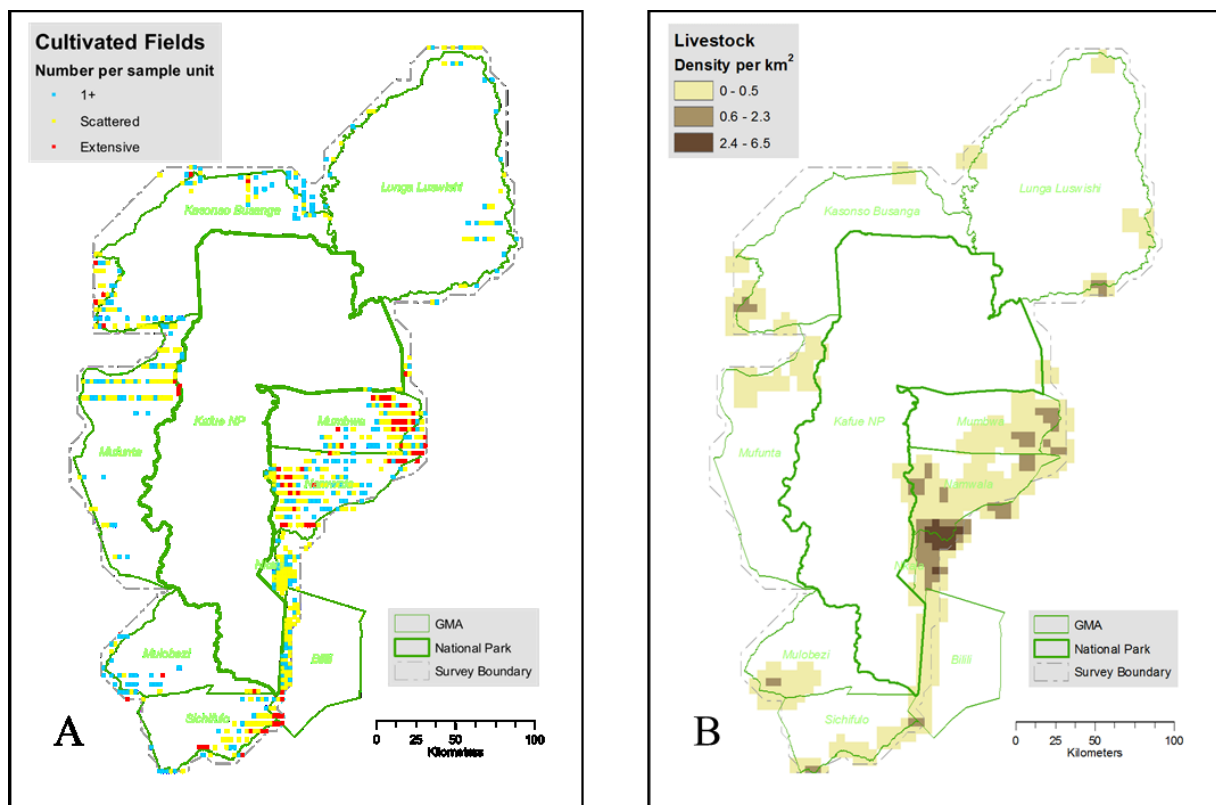 Cultivated Fields
Number per sample unit
1+
Scattered
Extensive
Lunga Luswishi
Kasonso Busanga
Kafue NP
Mumbwa
Mufunta
Namwala
Mulobezi
Bilili
Sichifulo
GMA
National Park
Survey Boundary
A
0 25 50 100
Kilometers
Livestock
Density per km²
0 - 0.5
0.6 - 2.3
2.4 - 6.5
Lunga Luswishi
Kasonso Busanga
Kafue NP
Mumbwa
Mufunta
Namwala
Mulobezi
Bilili
Sichifulo
GMA
National Park
Survey Boundary
B
0 25 50 100
Kilometers